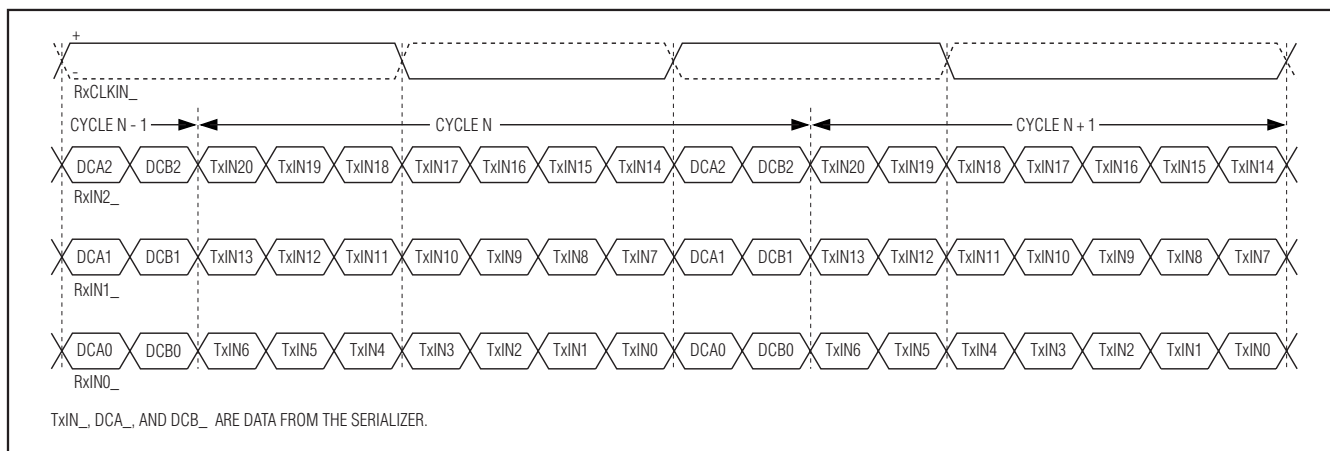 +
-
RxCLKIN_
CYCLE N - 1 CYCLE N CYCLE N + 1
DCA2 DCB2 TxIN20 TxIN19 TxIN18 TxIN17 TxIN16 TxIN15 TxIN14 DCA2 DCB2 TxIN20 TxIN19 TxIN18 TxIN17 TxIN16 TxIN15 TxIN14
RxIN2_
DCA1 DCB1 TxIN13 TxIN12 TxIN11 TxIN10 TxIN9 TxIN8 TxIN7 DCA1 DCB1 TxIN13 TxIN12 TxIN11 TxIN10 TxIN9 TxIN8 TxIN7
RxIN1_
DCA0 DCB0 TxIN6 TxIN5 TxIN4 TxIN3 TxIN2 TxIN1 TxIN0 DCA0 DCB0 TxIN6 TxIN5 TxIN4 TxIN3 TxIN2 TxIN1 TxIN0
RxIN0_
TxIN_, DCA_, AND DCB_ ARE DATA FROM THE SERIALIZER.